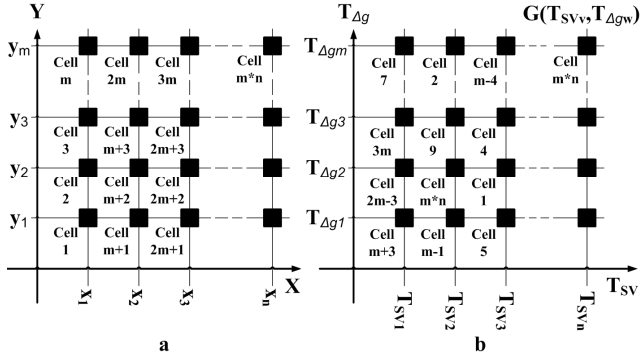 Y
y_m
y_3
y_2
y_1
Cell m
Cell 2m
Cell 3m
Cell m*n
Cell 3
Cell m+3
Cell 2m+3
Cell 2
Cell m+2
Cell 2m+2
Cell 1
Cell m+1
Cell 2m+1
X
x_1
x_2
x_3
x_n
a
T_Δg
G(T_SVv,T_Δgw)
T_Δgm
T_Δg3
T_Δg2
T_Δg1
Cell 7
Cell 2
Cell m-4
Cell m*n
Cell 3m
Cell 9
Cell 4
Cell 2m-3
Cell m*n
Cell 1
Cell m+3
Cell m-1
Cell 5
T_SV
T_SV1
T_SV2
T_SV3
T_SVn
b